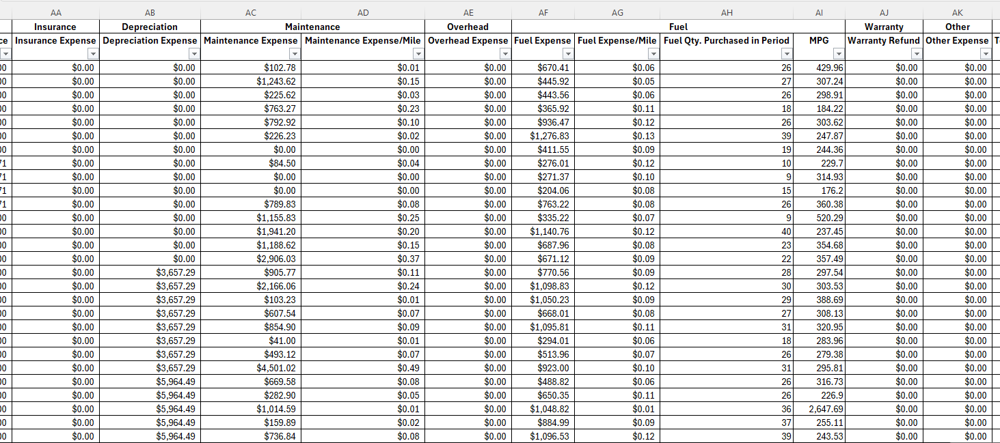 AA AB AC AD AE AF AG AH AI AJ AK
Insurance Depreciation Maintenance Overhead Fuel Warranty Other
ce Insurance Expense Depreciation Expense Maintenance Expense Maintenance Expense/Mile Overhead Expense Fuel Expense Fuel Expense/Mile Fuel Qty. Purchased in Period MPG Warranty Refund Other Expense T
00 $0.00 $0.00 $102.78 $0.01 $0.00 $670.41 $0.06 26 429.96 $0.00 $0.00
00 $0.00 $0.00 $1,243.62 $0.15 $0.00 $445.92 $0.05 27 307.24 $0.00 $0.00
00 $0.00 $0.00 $225.62 $0.03 $0.00 $443.56 $0.06 26 298.91 $0.00 $0.00
00 $0.00 $0.00 $763.27 $0.23 $0.00 $365.92 $0.11 18 184.22 $0.00 $0.00
00 $0.00 $0.00 $792.92 $0.10 $0.00 $936.47 $0.12 26 303.62 $0.00 $0.00
00 $0.00 $0.00 $226.23 $0.02 $0.00 $1,276.83 $0.13 39 247.87 $0.00 $0.00
00 $0.00 $0.00 $0.00 $0.00 $0.00 $411.55 $0.09 19 244.36 $0.00 $0.00
71 $0.00 $0.00 $84.50 $0.04 $0.00 $276.01 $0.12 10 229.7 $0.00 $0.00
71 $0.00 $0.00 $0.00 $0.00 $0.00 $271.37 $0.10 9 314.93 $0.00 $0.00
71 $0.00 $0.00 $0.00 $0.00 $0.00 $204.06 $0.08 15 176.2 $0.00 $0.00
71 $0.00 $0.00 $789.83 $0.08 $0.00 $763.22 $0.08 26 360.38 $0.00 $0.00
00 $0.00 $0.00 $1,155.83 $0.25 $0.00 $335.22 $0.07 9 520.29 $0.00 $0.00
00 $0.00 $0.00 $1,941.20 $0.20 $0.00 $1,140.76 $0.12 40 237.45 $0.00 $0.00
00 $0.00 $0.00 $1,188.62 $0.15 $0.00 $687.96 $0.08 23 354.68 $0.00 $0.00
00 $0.00 $0.00 $2,906.03 $0.37 $0.00 $671.12 $0.09 22 357.49 $0.00 $0.00
00 $0.00 $3,657.29 $905.77 $0.11 $0.00 $770.56 $0.09 28 297.54 $0.00 $0.00
00 $0.00 $3,657.29 $2,166.06 $0.24 $0.00 $1,098.83 $0.12 30 303.53 $0.00 $0.00
00 $0.00 $3,657.29 $103.23 $0.01 $0.00 $1,050.23 $0.09 29 388.69 $0.00 $0.00
00 $0.00 $3,657.29 $607.54 $0.07 $0.00 $668.01 $0.08 27 308.13 $0.00 $0.00
00 $0.00 $3,657.29 $854.90 $0.09 $0.00 $1,095.81 $0.11 31 320.95 $0.00 $0.00
00 $0.00 $3,657.29 $41.00 $0.01 $0.00 $294.01 $0.06 18 283.96 $0.00 $0.00
00 $0.00 $3,657.29 $493.12 $0.07 $0.00 $513.96 $0.07 26 279.38 $0.00 $0.00
00 $0.00 $3,657.29 $4,501.02 $0.49 $0.00 $923.00 $0.10 31 295.81 $0.00 $0.00
00 $0.00 $5,964.49 $669.58 $0.08 $0.00 $488.82 $0.06 26 316.73 $0.00 $0.00
00 $0.00 $5,964.49 $282.90 $0.05 $0.00 $650.35 $0.11 26 226.9 $0.00 $0.00
00 $0.00 $5,964.49 $1,014.59 $0.01 $0.00 $1,048.82 $0.01 36 2,647.69 $0.00 $0.00
00 $0.00 $5,964.49 $159.89 $0.02 $0.00 $884.99 $0.09 37 255.11 $0.00 $0.00
00 $0.00 $5,964.49 $736.84 $0.08 $0.00 $1,096.53 $0.12 39 243.53 $0.00 $0.00